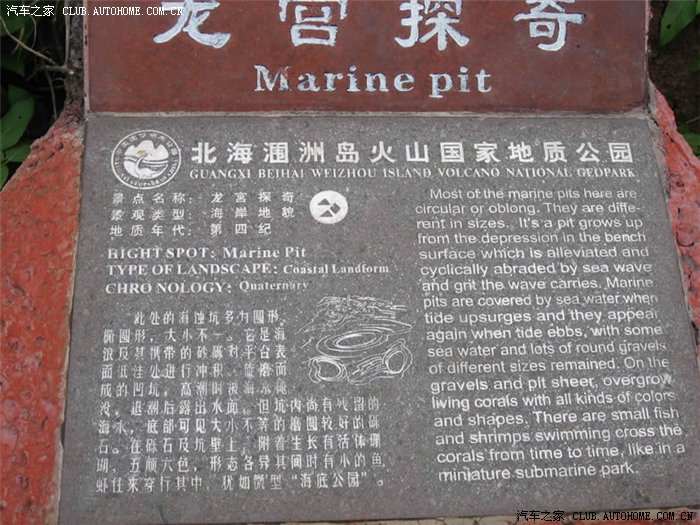 汽车之家 CLUB.AUTOHOME.COM.CN
龙宫探奇
Marine pit
北海涠洲岛火山国家地质公园
GUANGXI BEIHAI WEIZHOU ISLAND VOLCANO NATIONAL GEOPARK
景点名称：龙宫探奇
景观类型：海岸地貌
地质年代：第四纪
HIGHT SPOT: Marine Pit
TYPE OF LANDSCAPE: Coastal Landform
CHRO NOLOGY: Quaternary
此处的海蚀坑多为圆形、
椭圆形，大小不一。它是海
浪及其携带的砂砾对平台表
面低洼处进行冲积、旋磨而
成的凹坑。高潮时被海水淹
没，退潮后露出水面。但坑内尚有残留的
海水，底部可见大小不等的磨圆较好的砾
石。在砾石及坑壁上，附着生长有活体珊
瑚，五颜六色，形态各异其间时有小的鱼
虾往来穿行其中，犹如微型“海底公园”。
Most of the marine pits here are
circular or oblong. They are diffe-
rent in sizes. It's a pit grows up
from the depression in the bench
surface which is alleviated and
cyclically abraded by sea wave
and grit the wave carries. Marine
pits are covered by sea water when
tide upsurges and they appear
again when tide ebbs, with some
sea water and lots of round gravels
of different sizes remained. On the
gravels and pit sheer, overgrow
living corals with all kinds of colors
and shapes. There are small fish
and shrimps swimming cross the
corals from time to time, like in a
miniature submarine park.
汽车之家 CLUB.AUTOHOME.COM.CN